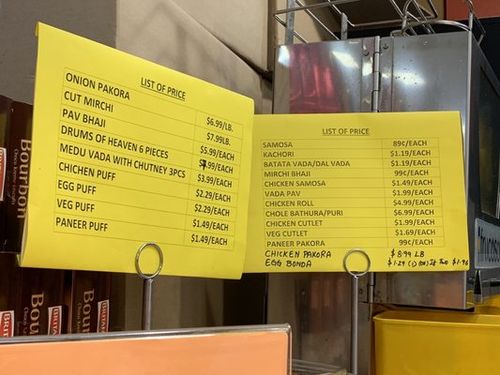 LIST OF PRICE
ONION PAKORA $6.99/LB.
CUT MIRCHI $7.99LB.
PAV BHAJI $5.99/EACH
DRUMS OF HEAVEN 6 PIECES .99/EACH
MEDU VADA WITH CHUTNEY 3PCS $3.99/EACH
CHICHEN PUFF $2.29/EACH
EGG PUFF $2.29/EACH
VEG PUFF $1.49/EACH
PANEER PUFF $1.49/EACH
LIST OF PRICE
SAMOSA 89¢/EACH
KACHORI $1.19/EACH
BATATA VADA/DAL VADA $1.19/EACH
MIRCHI BHAJI 99¢/EACH
CHICKEN SAMOSA $1.49/EACH
VADA PAV $1.99/EACH
CHICKEN ROLL $4.99/EACH
CHOLE BATHURA/PURI $6.99/EACH
CHICKEN CUTLET $1.99/EACH
VEG CUTLET $1.69/EACH
PANEER PAKORA 99¢/EACH
CHICKEN PAKORA $8.99 LB
EGG BONDA $1.29
Bourbon